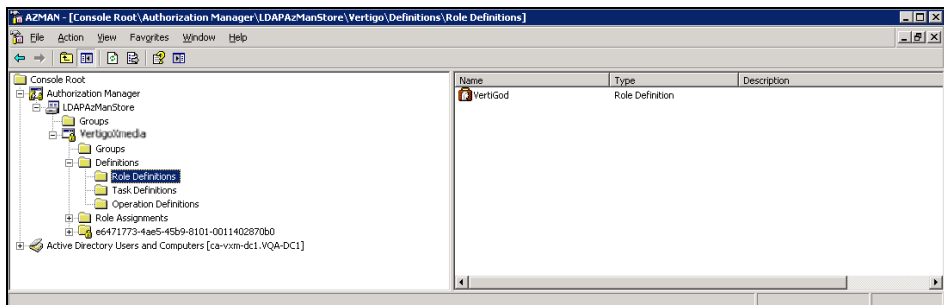 AZMAN - [Console Root\Authorization Manager\LDAPAzManStore\Vertigo\Definitions\Role Definitions]
File Action View Favorites Window Help
Console Root
Authorization Manager
LDAPAzManStore
Groups
VertigoXmedia
Groups
Definitions
Role Definitions
Task Definitions
Operation Definitions
Role Assignments
e6471773-4ae5-45b9-8101-0011402870b0
Active Directory Users and Computers [ca-vxm-dc1.VQA-DC1]
Name Type Description
VertiGod Role Definition